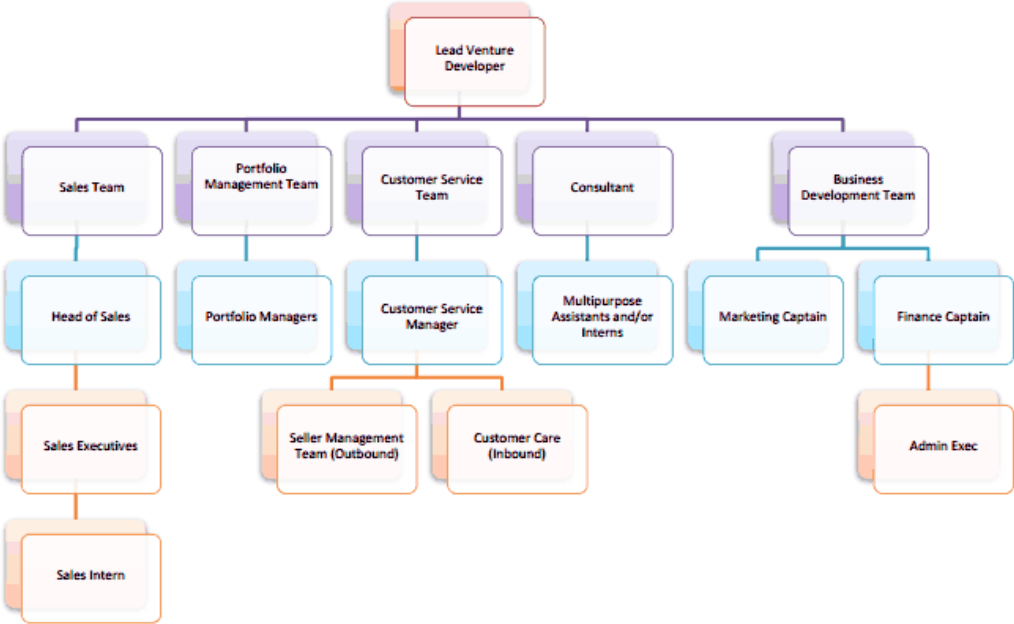 Lead Venture
Developer
Sales Team
Portfolio
Management Team
Customer Service
Team
Consultant
Business
Development Team
Head of Sales
Portfolio Managers
Customer Service
Manager
Multipurpose
Assistants and/or
Interns
Marketing Captain
Finance Captain
Sales Executives
Seller Management
Team (Outbound)
Customer Care
(Inbound)
Admin Exec
Sales Intern